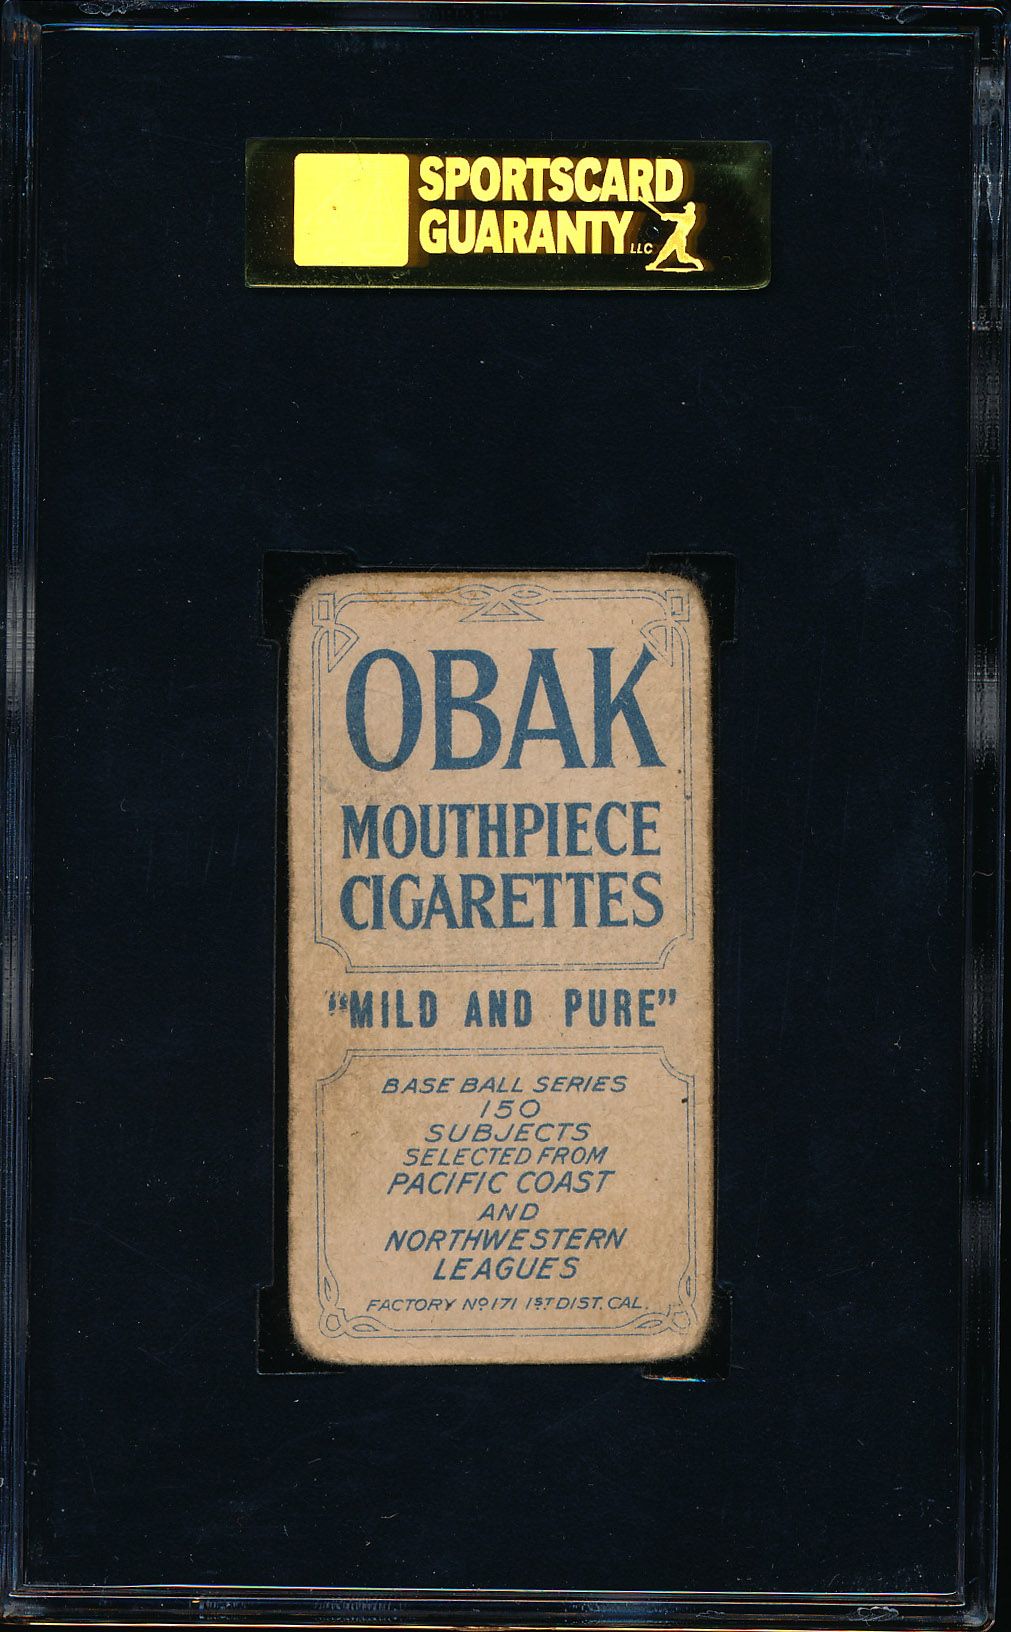 SPORTSCARD
GUARANTY LLC
OBAK
MOUTHPIECE
CIGARETTES
"MILD AND PURE"
BASE BALL SERIES
150
SUBJECTS
SELECTED FROM
PACIFIC COAST
AND
NORTHWESTERN
LEAGUES
FACTORY Nº 171 1ST DIST. CAL.